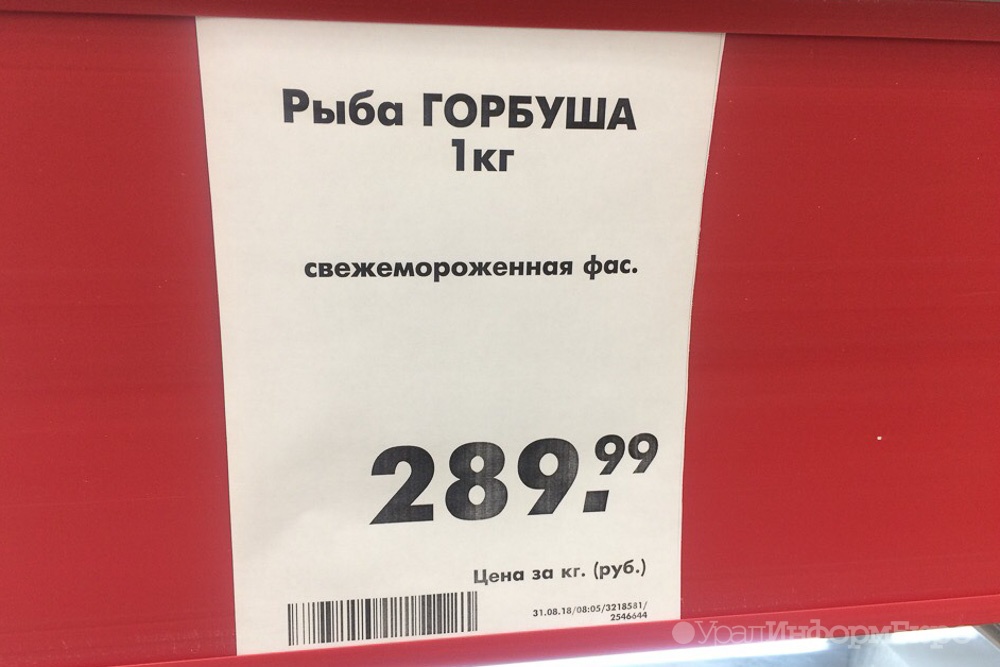 Рыба ГОРБУША
1кг
свежемороженная фас.
289.99
Цена за кг. (руб.)
31.08.18/08:05/3218581/
2546644
УралИнформБюро